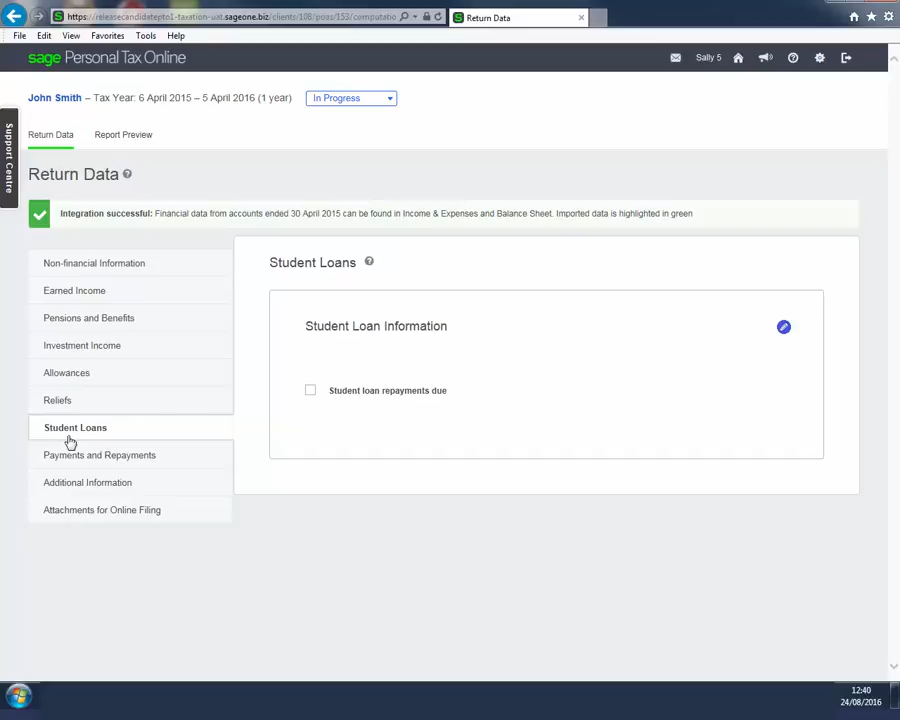 https://releasecandidatepto1-taxation-uat.sageone.biz/clients/108/poas/153/computatio
Return Data
File Edit View Favorites Tools Help
sage Personal Tax Online
Sally 5
John Smith – Tax Year: 6 April 2015 – 5 April 2016 (1 year)
In Progress
Support Centre
Return Data
Report Preview
Return Data
Integration successful: Financial data from accounts ended 30 April 2015 can be found in Income & Expenses and Balance Sheet. Imported data is highlighted in green
Non-financial Information
Earned Income
Pensions and Benefits
Investment Income
Allowances
Reliefs
Student Loans
Payments and Repayments
Additional Information
Attachments for Online Filing
Student Loans
Student Loan Information
Student loan repayments due
12:40
24/08/2016